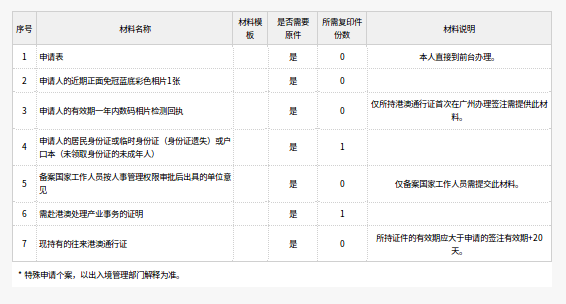 序号 材料名称 材料模板 是否需要原件 所需复印件份数 材料说明
1 申请表 是 0 本人直接到前台办理。
2 申请人的近期正面免冠蓝底彩色相片1张 是 0
3 申请人的有效期一年内数码相片检测回执 是 0 仅所持港澳通行证首次在广州办理签注需提供此材料。
4 申请人的居民身份证或临时身份证（身份证遗失）或户口本（未领取身份证的未成年人） 是 1
5 备案国家工作人员按人事管理权限审批后出具的单位意见 是 0 仅备案国家工作人员需提交此材料。
6 需赴港澳处理产业事务的证明 是 1
7 现持有的往来港澳通行证 是 0 所持证件的有效期应大于申请的签注有效期+20天。
* 特殊申请个案，以出入境管理部门解释为准。